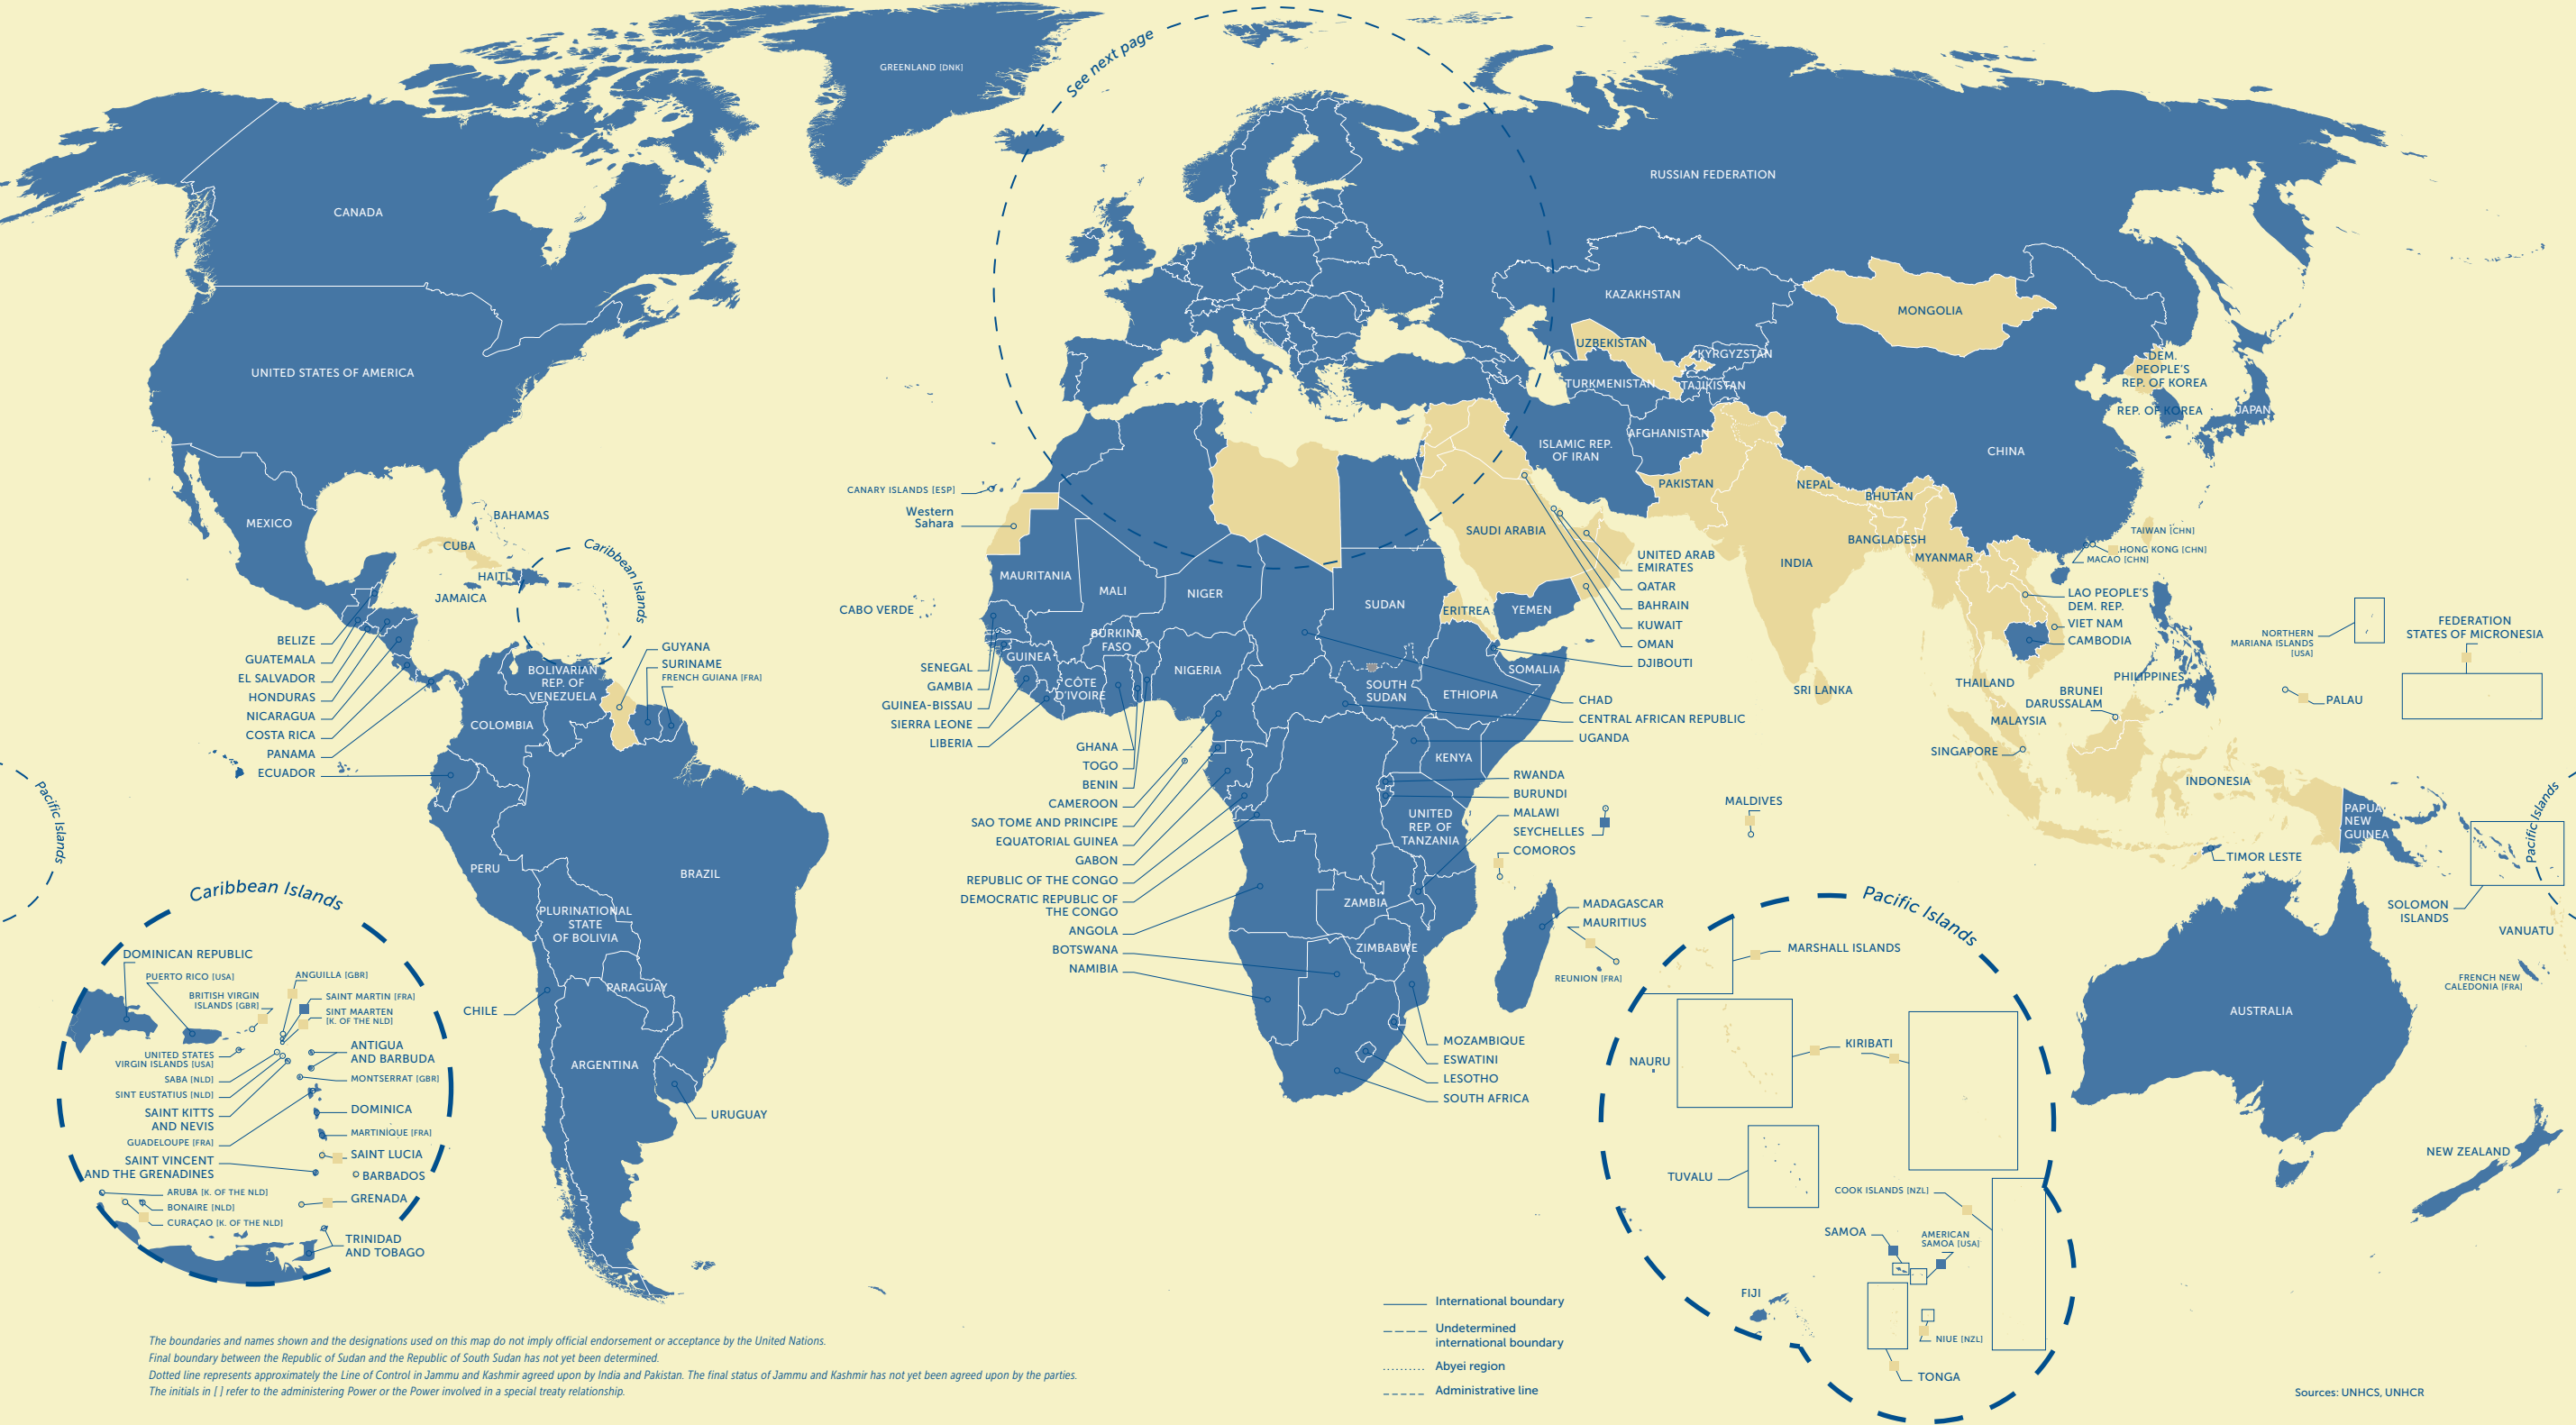 See next page
GREENLAND [DNK]
RUSSIAN FEDERATION
CANADA
KAZAKHSTAN
MONGOLIA
UZBEKISTAN
KYRGYZSTAN
TURKMENISTAN
TAJIKISTAN
DEM.
PEOPLE'S
REP. OF KOREA
REP. OF KOREA
JAPAN
UNITED STATES OF AMERICA
ISLAMIC REP.
OF IRAN
AFGHANISTAN
CHINA
PAKISTAN
NEPAL
BHUTAN
CANARY ISLANDS [ESP]
Western
Sahara
MEXICO
BAHAMAS
CUBA
HAITI
JAMAICA
Caribbean Islands
SAUDI ARABIA
BANGLADESH
INDIA
MYANMAR
TAIWAN [CHN]
HONG KONG [CHN]
MACAO [CHN]
UNITED ARAB
EMIRATES
QATAR
BAHRAIN
KUWAIT
OMAN
DJIBOUTI
MAURITANIA
MALI
NIGER
SUDAN
ERITREA
YEMEN
CABO VERDE
LAO PEOPLE'S
DEM. REP.
VIET NAM
CAMBODIA
NORTHERN
MARIANA ISLANDS
[USA]
FEDERATION
STATES OF MICRONESIA
BELIZE
GUATEMALA
EL SALVADOR
HONDURAS
NICARAGUA
COSTA RICA
PANAMA
ECUADOR
BOLIVARIAN
REP. OF
VENEZUELA
GUYANA
SURINAME
FRENCH GUIANA [FRA]
COLOMBIA
BURKINA
FASO
GUINEA
CÔTE
D'IVOIRE
NIGERIA
SENEGAL
GAMBIA
GUINEA-BISSAU
SIERRA LEONE
LIBERIA
SOUTH
SUDAN
ETHIOPIA
SOMALIA
CHAD
CENTRAL AFRICAN REPUBLIC
UGANDA
KENYA
SRI LANKA
THAILAND
PHILIPPINES
BRUNEI
DARUSSALAM
MALAYSIA
SINGAPORE
PALAU
INDONESIA
GHANA
TOGO
BENIN
CAMEROON
SAO TOME AND PRINCIPE
EQUATORIAL GUINEA
GABON
REPUBLIC OF THE CONGO
DEMOCRATIC REPUBLIC OF
THE CONGO
ANGOLA
BOTSWANA
NAMIBIA
RWANDA
BURUNDI
MALAWI
SEYCHELLES
COMOROS
UNITED
REP. OF
TANZANIA
MALDIVES
PAPUA
NEW
GUINEA
TIMOR LESTE
Pacific Islands
Pacific Islands
SOLOMON
ISLANDS
VANUATU
FRENCH NEW
CALEDONIA [FRA]
PERU
BRAZIL
PLURINATIONAL
STATE
OF BOLIVIA
PARAGUAY
CHILE
ARGENTINA
URUGUAY
ZAMBIA
ZIMBABWE
MADAGASCAR
MAURITIUS
REUNION [FRA]
MOZAMBIQUE
ESWATINI
LESOTHO
SOUTH AFRICA
AUSTRALIA
NEW ZEALAND
Caribbean Islands
DOMINICAN REPUBLIC
PUERTO RICO [USA]
BRITISH VIRGIN
ISLANDS [GBR]
ANGUILLA [GBR]
SAINT MARTIN [FRA]
SINT MAARTEN
[K. OF THE NLD]
UNITED STATES
VIRGIN ISLANDS [USA]
SABA [NLD]
SINT EUSTATIUS [NLD]
SAINT KITTS
AND NEVIS
GUADELOUPE [FRA]
SAINT VINCENT
AND THE GRENADINES
ANTIGUA
AND BARBUDA
MONTSERRAT [GBR]
DOMINICA
MARTINIQUE [FRA]
SAINT LUCIA
BARBADOS
GRENADA
ARUBA [K. OF THE NLD]
BONAIRE [NLD]
CURAÇAO [K. OF THE NLD]
TRINIDAD
AND TOBAGO
Pacific Islands
MARSHALL ISLANDS
NAURU
KIRIBATI
TUVALU
COOK ISLANDS [NZL]
SAMOA
AMERICAN
SAMOA [USA]
FIJI
NIUE [NZL]
TONGA
International boundary
Undetermined
international boundary
Abyei region
Administrative line
The boundaries and names shown and the designations used on this map do not imply official endorsement or acceptance by the United Nations.
Final boundary between the Republic of Sudan and the Republic of South Sudan has not yet been determined.
Dotted line represents approximately the Line of Control in Jammu and Kashmir agreed upon by India and Pakistan. The final status of Jammu and Kashmir has not yet been agreed upon by the parties.
The initials in [ ] refer to the administering Power or the Power involved in a special treaty relationship.
Sources: UNHCS, UNHCR